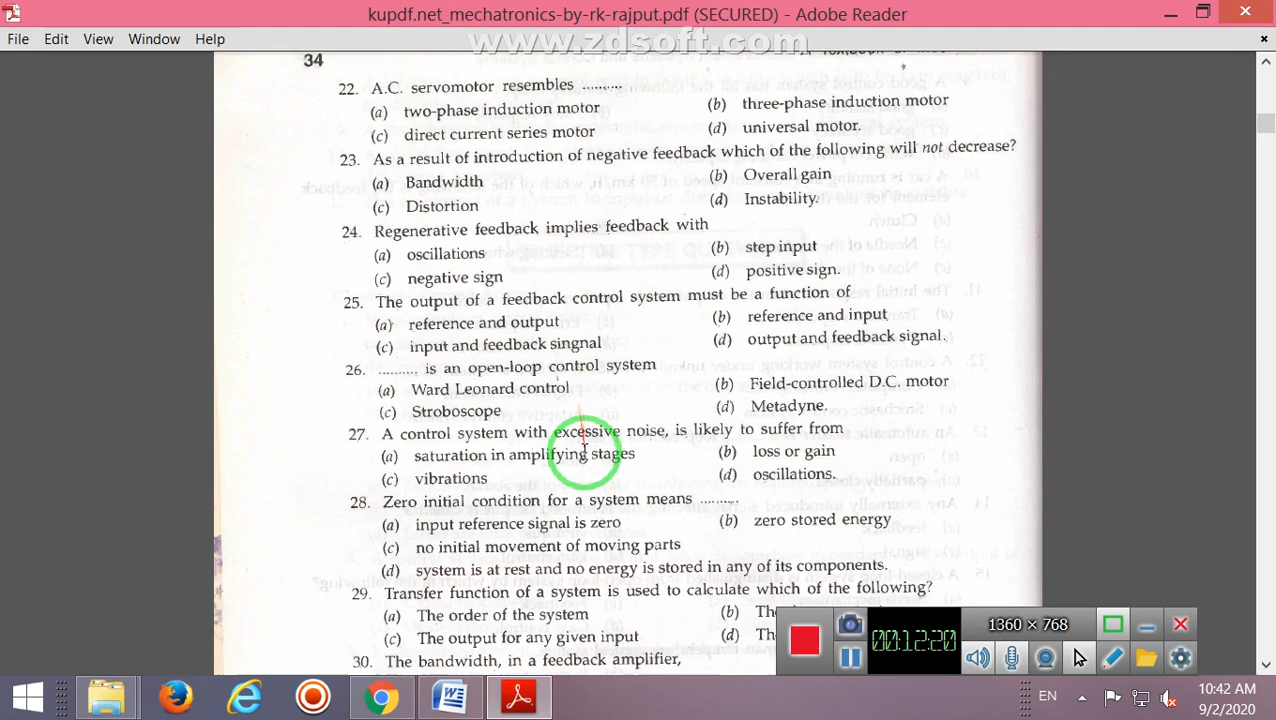 kupdf.net_mechatronics-by-rk-rajput.pdf (SECURED) - Adobe Reader
www.zdsoft.com
File Edit View Window Help
34
22. A.C. servomotor resembles ..........
(a) two-phase induction motor (b) three-phase induction motor
(c) direct current series motor (d) universal motor.
23. As a result of introduction of negative feedback which of the following will not decrease?
(a) Bandwidth (b) Overall gain
(c) Distortion (d) Instability.
24. Regenerative feedback implies feedback with
(a) oscillations (b) step input
(c) negative sign (d) positive sign.
25. The output of a feedback control system must be a function of
(a) reference and output (b) reference and input
(c) input and feedback singnal (d) output and feedback signal.
26. .......... is an open-loop control system
(a) Ward Leonard control (b) Field-controlled D.C. motor
(c) Stroboscope (d) Metadyne.
27. A control system with excessive noise, is likely to suffer from
(a) saturation in amplifying stages (b) loss or gain
(c) vibrations (d) oscillations.
28. Zero initial condition for a system means ..........
(a) input reference signal is zero (b) zero stored energy
(c) no initial movement of moving parts
(d) system is at rest and no energy is stored in any of its components.
29. Transfer function of a system is used to calculate which of the following?
(a) The order of the system (b)
(c) The output for any given input (d)
30. The bandwidth, in a feedback amplifier,
1360 × 768
00:12:20
EN
10:42 AM
9/2/2020